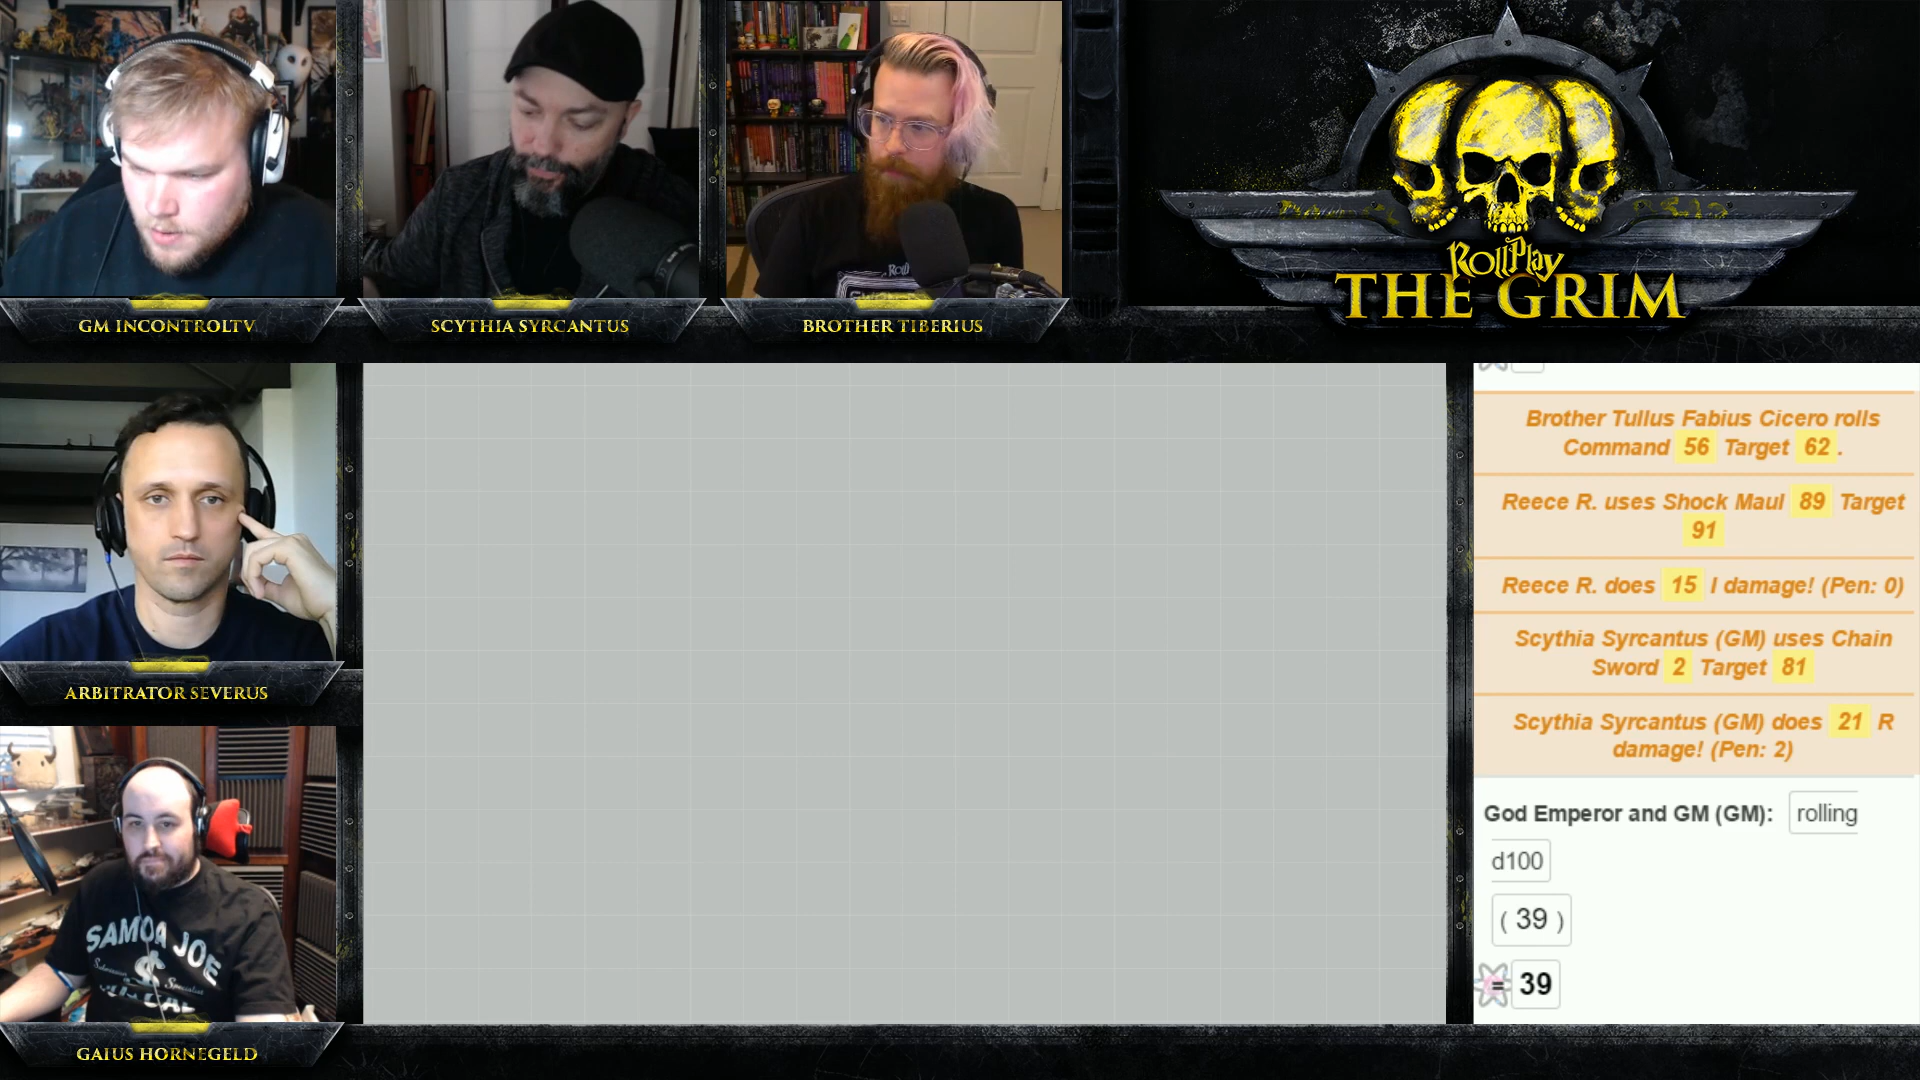 GM INCONTROLTV
SCYTHIA SYRCANTUS
BROTHER TIBERIUS
RollPlay
THE GRIM
ARBITRATOR SEVERUS
SAMOA JOE
GAIUS HORNEGELD
Brother Tullus Fabius Cicero rolls
Command 56 Target 62 .
Reece R. uses Shock Maul 89 Target
91
Reece R. does 15 I damage! (Pen: 0)
Scythia Syrcantus (GM) uses Chain
Sword 2 Target 81
Scythia Syrcantus (GM) does 21 R
damage! (Pen: 2)
God Emperor and GM (GM): rolling
d100
( 39 )
= 39